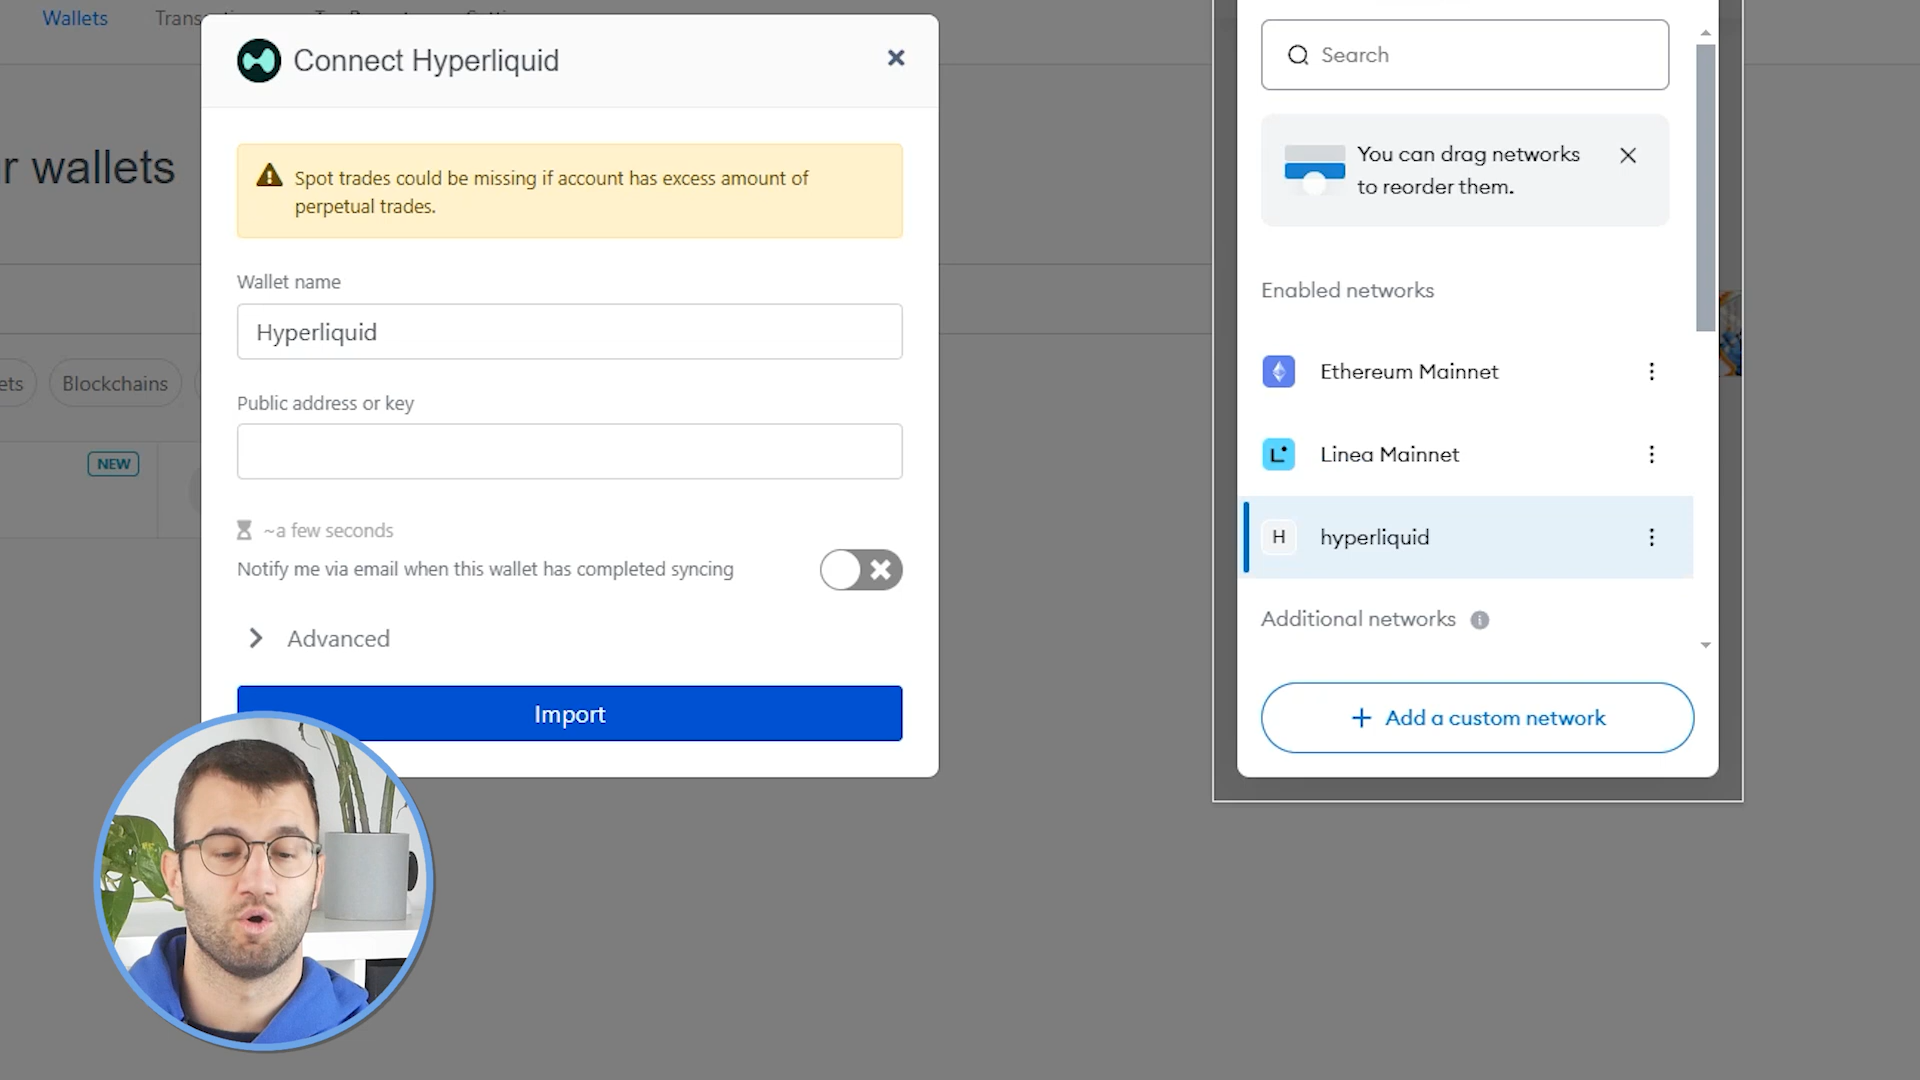 Wallets
Connect Hyperliquid
r wallets
Spot trades could be missing if account has excess amount of
perpetual trades.
Wallet name
Hyperliquid
Public address or key
ets
Blockchains
NEW
~a few seconds
Notify me via email when this wallet has completed syncing
Advanced
Import
Search
You can drag networks
to reorder them.
Enabled networks
Ethereum Mainnet
Linea Mainnet
H
hyperliquid
Additional networks
Add a custom network